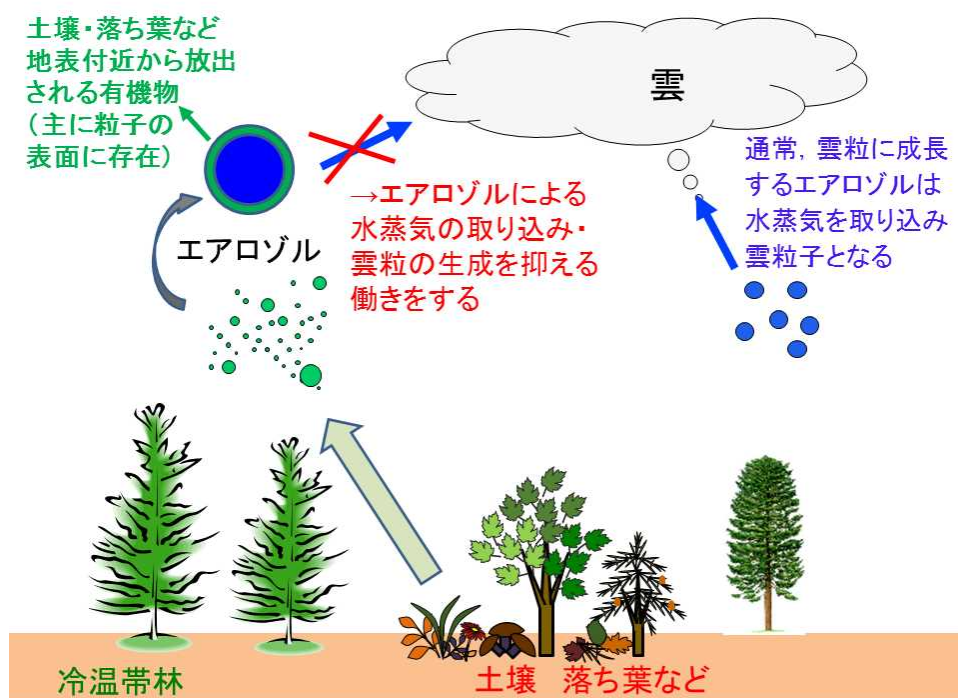 土壌・落ち葉など
地表付近から放出
される有機物
（主に粒子の
表面に存在）
雲
通常, 雲粒に成長
するエアロゾルは
水蒸気を取り込み
雲粒子となる
→エアロゾルによる
水蒸気の取り込み・
雲粒の生成を抑える
働きをする
エアロゾル
冷温帯林
土壌 落ち葉など